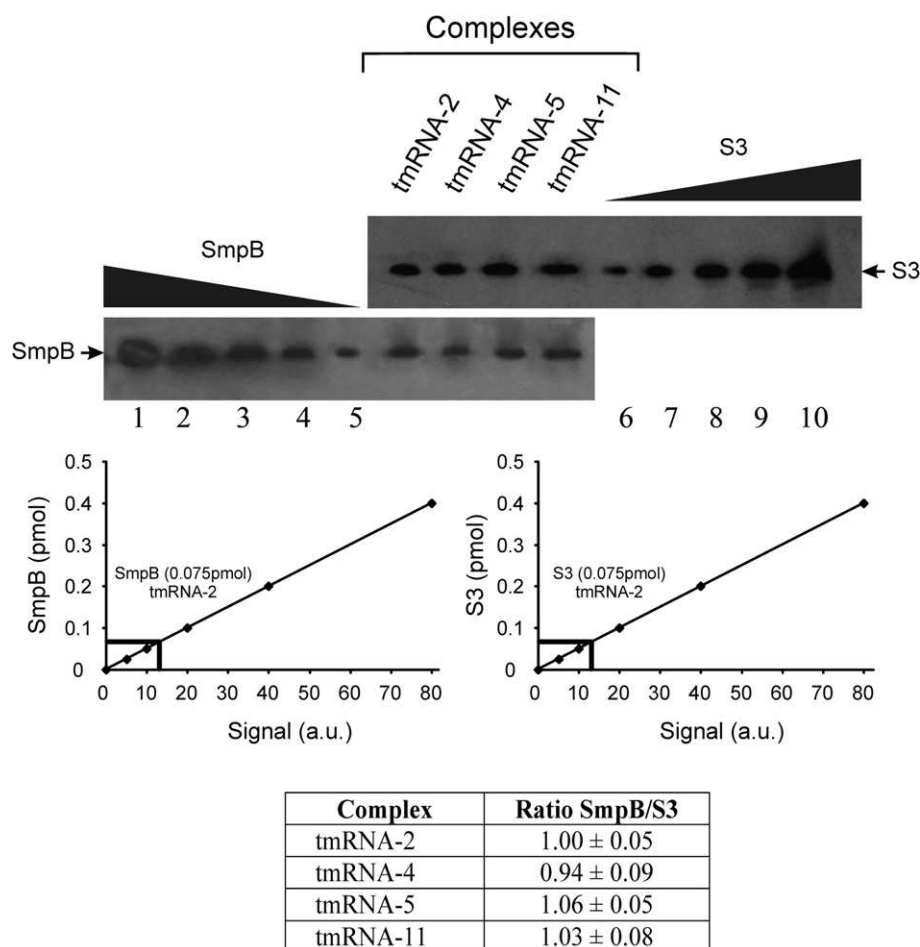 Complexes
tmRNA-2
tmRNA-4
tmRNA-5
tmRNA-11
S3
SmpB
S3
SmpB
1 2 3 4 5 6 7 8 9 10
SmpB (pmol)
0.5
0.4
0.3
0.2
0.1
0
SmpB (0.075pmol)
tmRNA-2
0 10 20 30 40 50 60 70 80
Signal (a.u.)
S3 (pmol)
0.5
0.4
0.3
0.2
0.1
0
S3 (0.075pmol)
tmRNA-2
0 10 20 30 40 50 60 70 80
Signal (a.u.)
Complex Ratio SmpB/S3
tmRNA-2 1.00 ± 0.05
tmRNA-4 0.94 ± 0.09
tmRNA-5 1.06 ± 0.05
tmRNA-11 1.03 ± 0.08